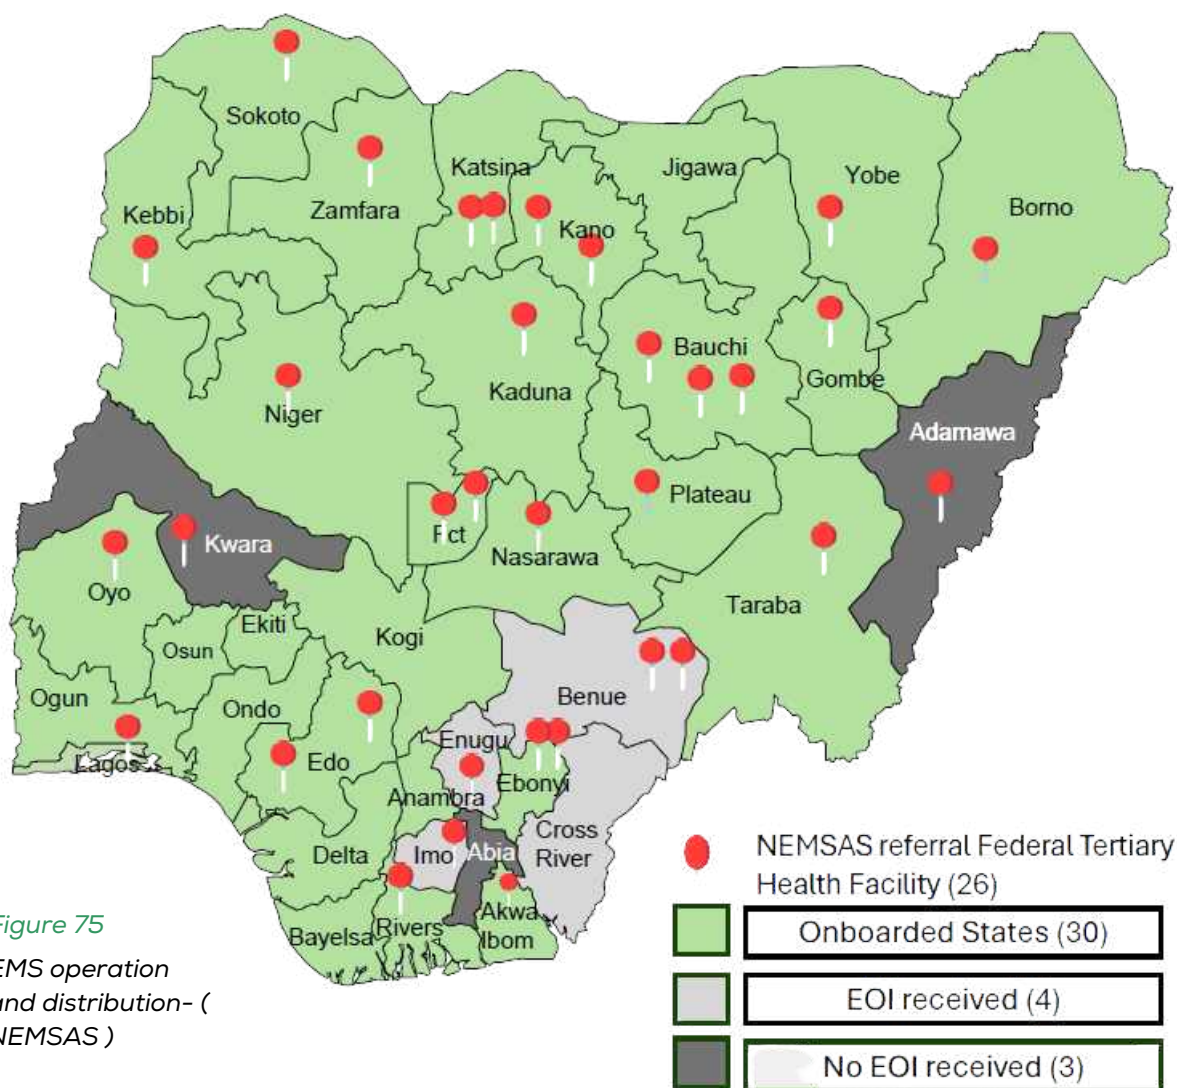 Sokoto
Katsina
Jigawa
Yobe
Kebbi
Zamfara
Kano
Borno
Bauchi
Gombe
Kaduna
Niger
Adamawa
Plateau
Fct
Kwara
Nasarawa
Oyo
Taraba
Ekiti
Kogi
Osun
Ogun
Benue
Ondo
Enugu
Lagos
Edo
Ebonyi
Anambra
Cross
River
Delta
Imo
Abia
Akwa
Ibom
Rivers
Bayelsa
NEMSAS referral Federal Tertiary
Health Facility (26)
Onboarded States (30)
EOI received (4)
No EOI received (3)
Figure 75
EMS operation
and distribution- (
NEMSAS )